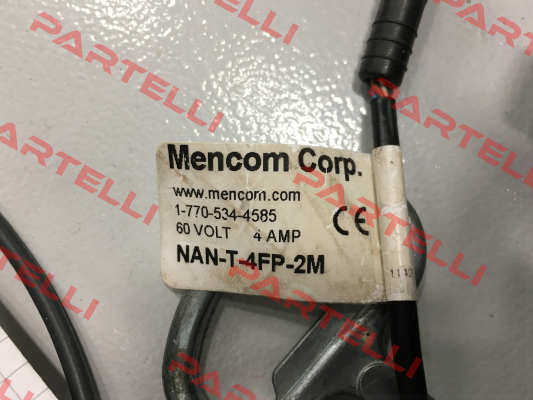 PARTELLI
PARTELLI
PARTELLI
PARTELLI
PARTELLI
PARTELLI
Mencom Corp.
www.mencom.com
1-770-534-4585
60 VOLT 4 AMP
CE
NAN-T-4FP-2M